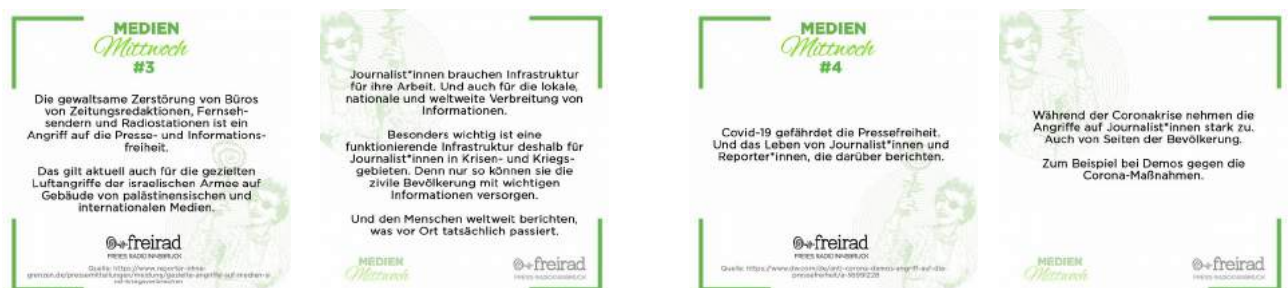 MEDIEN
Mittwoch
#3
Die gewaltsame Zerstörung von Büros
von Zeitungsredaktionen, Fernseh-
sendern und Radiostationen ist ein
Angriff auf die Presse- und Informations-
freiheit.
Das gilt aktuell auch für die gezielten
Luftangriffe der israelischen Armee auf
Gebäude von palästinensischen und
internationalen Medien.
freirad
FREIES RADIO INNSBRUCK
Journalist*innen brauchen Infrastruktur
für ihre Arbeit. Und auch für die lokale,
nationale und weltweite Verbreitung von
Informationen.
Besonders wichtig ist eine
funktionierende Infrastruktur deshalb für
Journalist*innen in Krisen- und Kriegs-
gebieten. Denn nur so können sie die
zivile Bevölkerung mit wichtigen
Informationen versorgen.
Und den Menschen weltweit berichten,
was vor Ort tatsächlich passiert.
MEDIEN
Mittwoch
freirad
FREIES RADIO INNSBRUCK
MEDIEN
Mittwoch
#4
Covid-19 gefährdet die Pressefreiheit.
Und das Leben von Journalist*innen und
Reporter*innen, die darüber berichten.
freirad
FREIES RADIO INNSBRUCK
Während der Coronakrise nehmen die
Angriffe auf Journalist*innen stark zu.
Auch von Seiten der Bevölkerung.
Zum Beispiel bei Demos gegen die
Corona-Maßnahmen.
MEDIEN
Mittwoch
freirad
FREIES RADIO INNSBRUCK